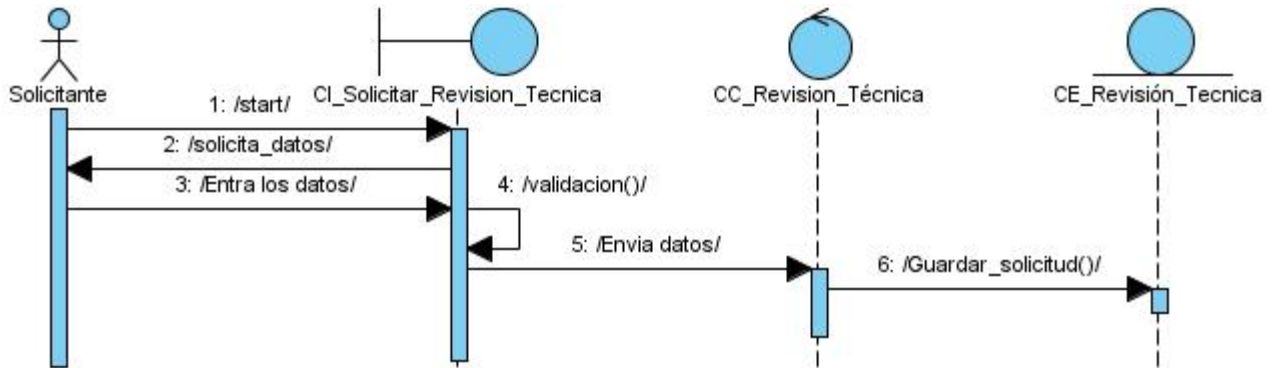 Solicitante
CI_Solicitar_Revision_Tecnica
CC_Revision_Técnica
CE_Revisión_Tecnica
1: /start/
2: /solicita_datos/
3: /Entra los datos/
4: /validacion()/
5: /Envia datos/
6: /Guardar_solicitud()/